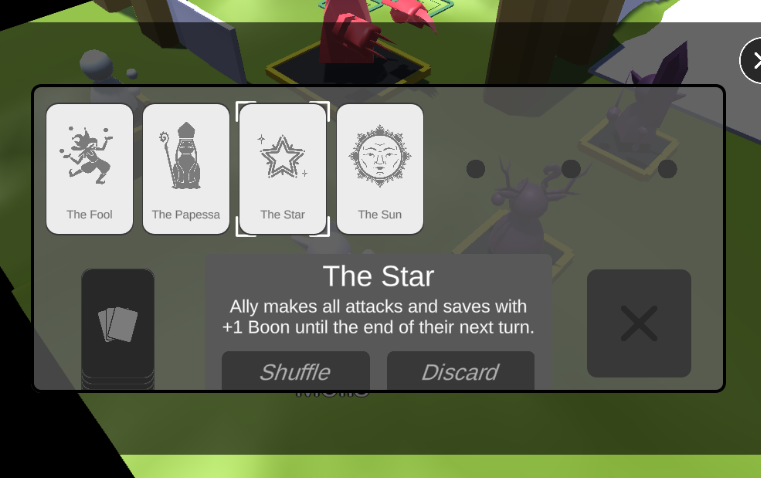 The Fool
The Papessa
The Star
The Sun
The Star
Ally makes all attacks and saves with
+1 Boon until the end of their next turn.
Shuffle
Discard